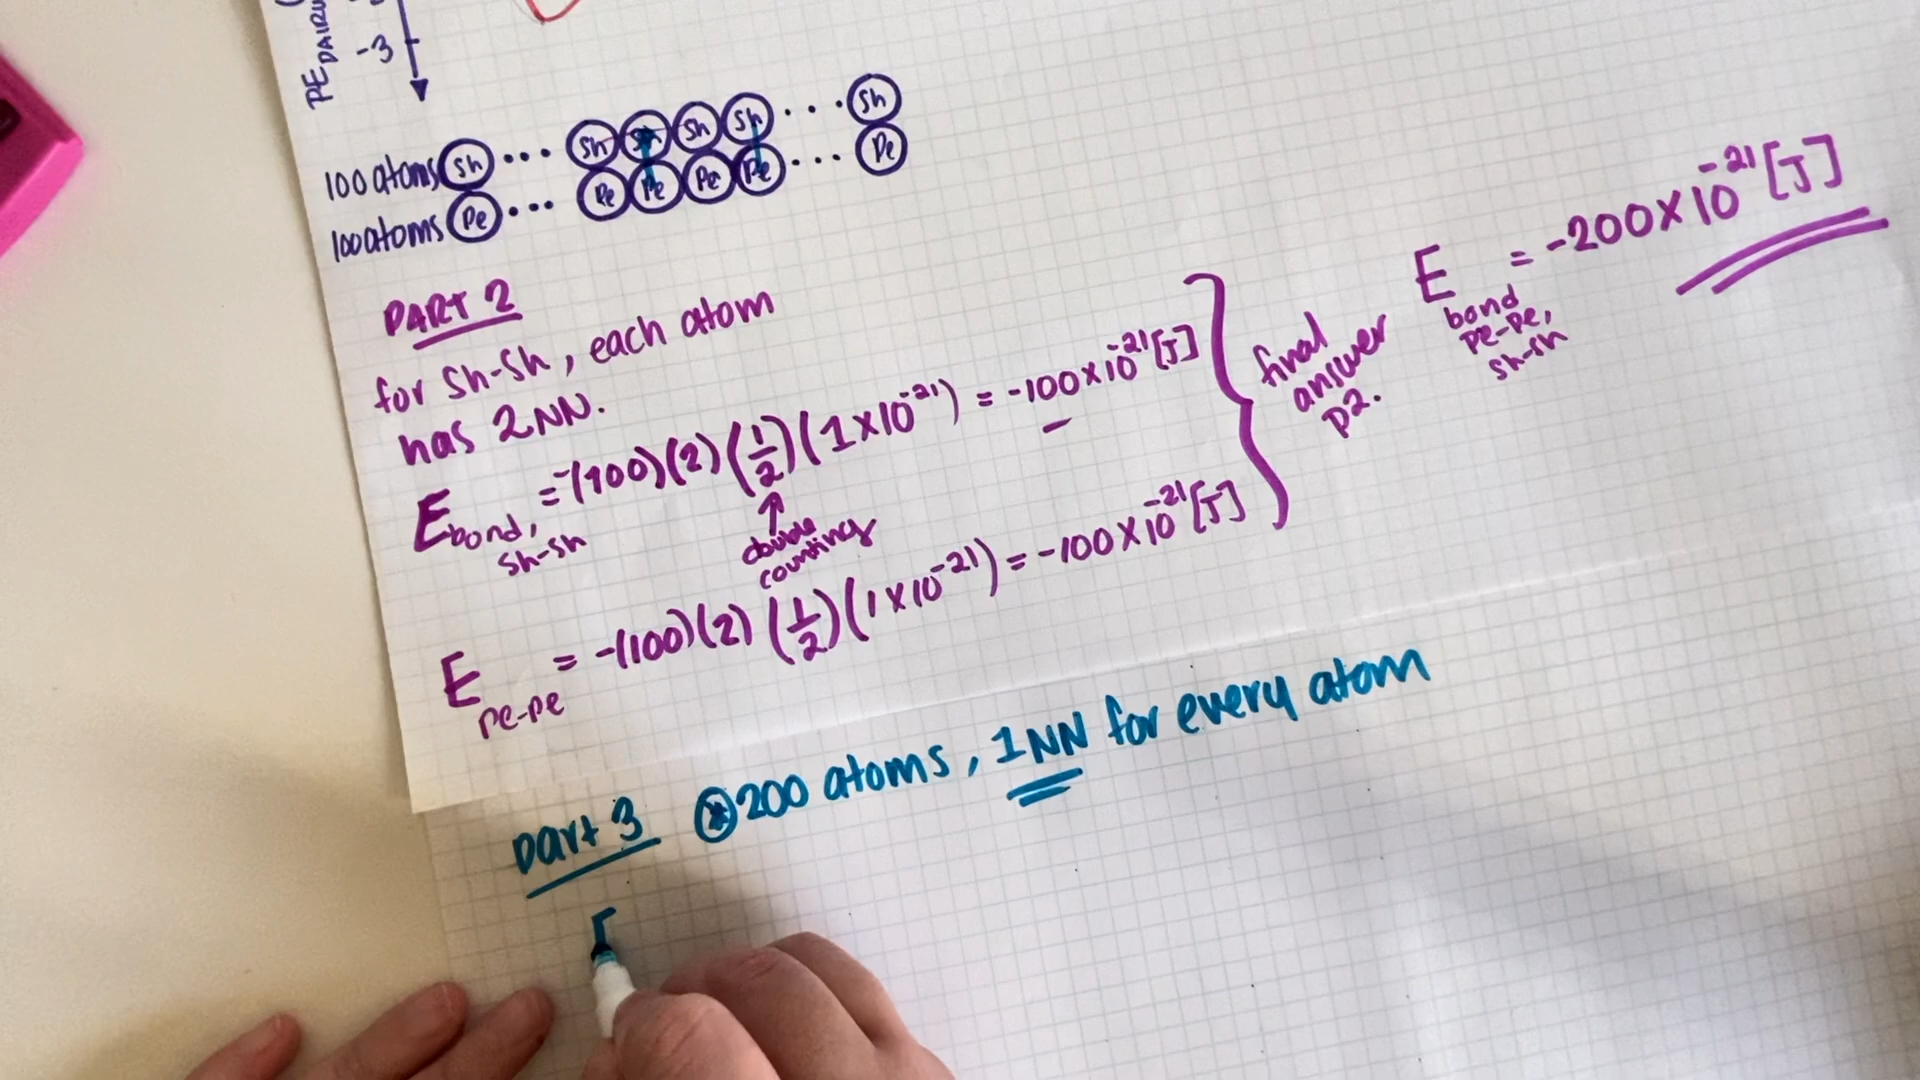 PE
-3
100 atoms Sh ... Sh Sh Sh Sh ... Sh
100 atoms Pe ... Pe Pe Pe Pe ... Pe
PART 2
for Sh-Sh, each atom
has 2NN.
E bond, Sh-Sh = -(100)(2)(1/2)(1×10^-21) = -100×10^-21 [J]
double
counting
E Pe-Pe = -(100)(2)(1/2)(1×10^-21) = -100×10^-21 [J]
final
answer
p2.
E bond Pe-Pe, Sh-Sh = -200×10^-21 [J]
part 3 * 200 atoms, 1NN for every atom